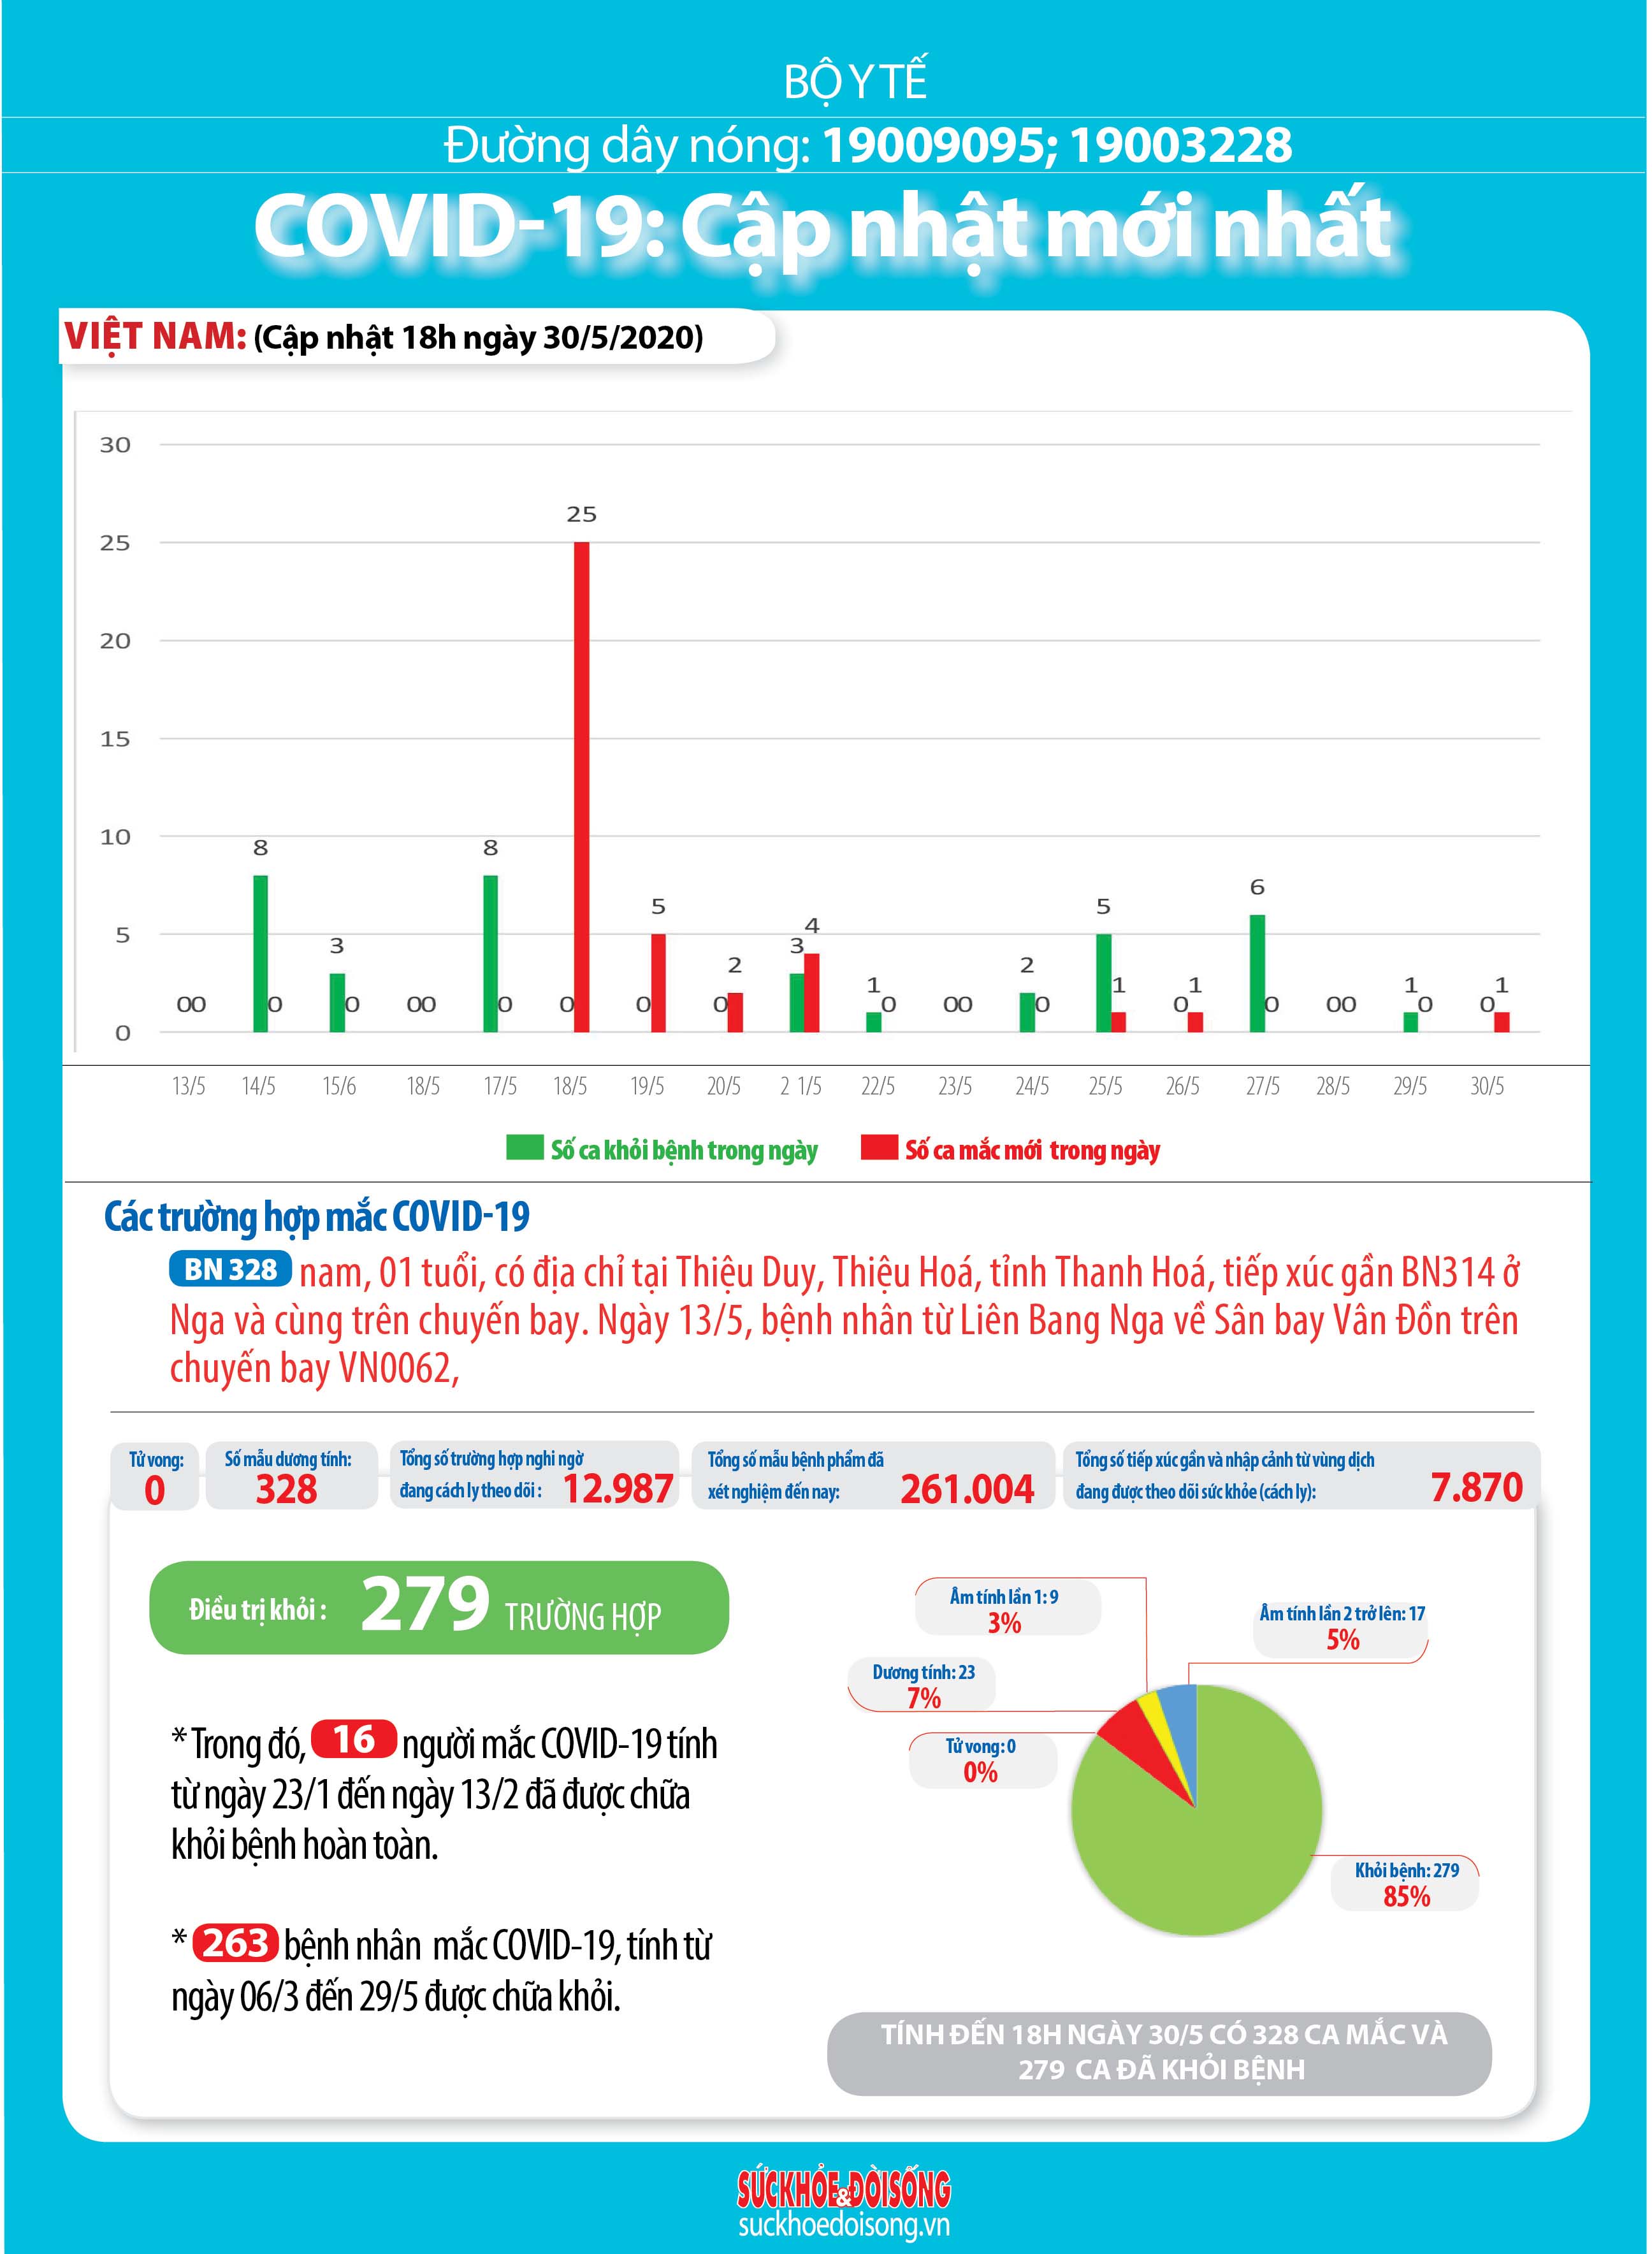 BỘ Y TẾ
Đường dây nóng: 19009095; 19003228
COVID-19: Cập nhật mới nhất
VIỆT NAM: (Cập nhật 18h ngày 30/5/2020)
30
25
20
15
10
5
0
0 0
8 0
3 0
0 0
8 0
0 25
0 5
0 2
3 4
1 0
0 0
2 0
5 1
0 1
6 0
0 0
1 0
0 1
13/5 14/5 15/6 18/5 17/5 18/5 19/5 20/5 2 1/5 22/5 23/5 24/5 25/5 26/5 27/5 28/5 29/5 30/5
Số ca khỏi bệnh trong ngày Số ca mắc mới trong ngày
Các trường hợp mắc COVID-19
BN 328 nam, 01 tuổi, có địa chỉ tại Thiệu Duy, Thiệu Hoá, tỉnh Thanh Hoá, tiếp xúc gần BN314 ở
Nga và cùng trên chuyến bay. Ngày 13/5, bệnh nhân từ Liên Bang Nga về Sân bay Vân Đồn trên
chuyến bay VN0062,
Tử vong:
0
Số mẫu dương tính:
328
Tổng số trường hợp nghi ngờ
đang cách ly theo dõi : 12.987
Tổng số mẫu bệnh phẩm đã
xét nghiệm đến nay: 261.004
Tổng số tiếp xúc gần và nhập cảnh từ vùng dịch
đang được theo dõi sức khỏe (cách ly): 7.870
Điều trị khỏi : 279 TRƯỜNG HỢP
* Trong đó, 16 người mắc COVID-19 tính
từ ngày 23/1 đến ngày 13/2 đã được chữa
khỏi bệnh hoàn toàn.
* 263 bệnh nhân mắc COVID-19, tính từ
ngày 06/3 đến 29/5 được chữa khỏi.
Âm tính lần 1: 9
3%
Âm tính lần 2 trở lên: 17
5%
Dương tính: 23
7%
Tử vong: 0
0%
Khỏi bệnh: 279
85%
TÍNH ĐẾN 18H NGÀY 30/5 CÓ 328 CA MẮC VÀ
279 CA ĐÃ KHỎI BỆNH
SỨC KHỎE & ĐỜI SỐNG
suckhoedoisong.vn